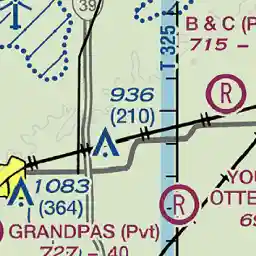 39
B & C (P
715 -
T 325
936
(210)
R
1083
(364)
R
YOU
OTTE
69
GRANDPAS (Pvt)
727 - 40